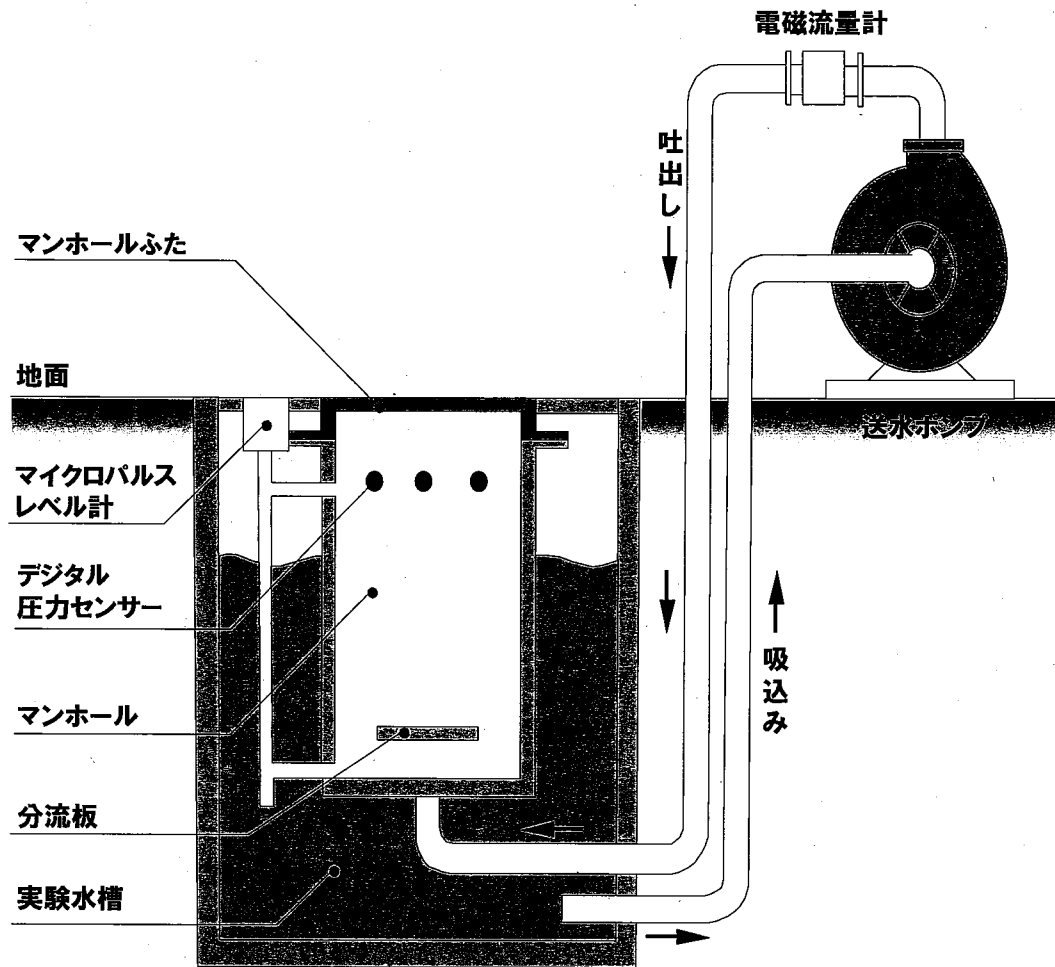 電磁流量計
吐出し
マンホールふた
地面
送水ポンプ
マイクロパルス
レベル計
デジタル
圧力センサー
吸込み
マンホール
分流板
実験水槽